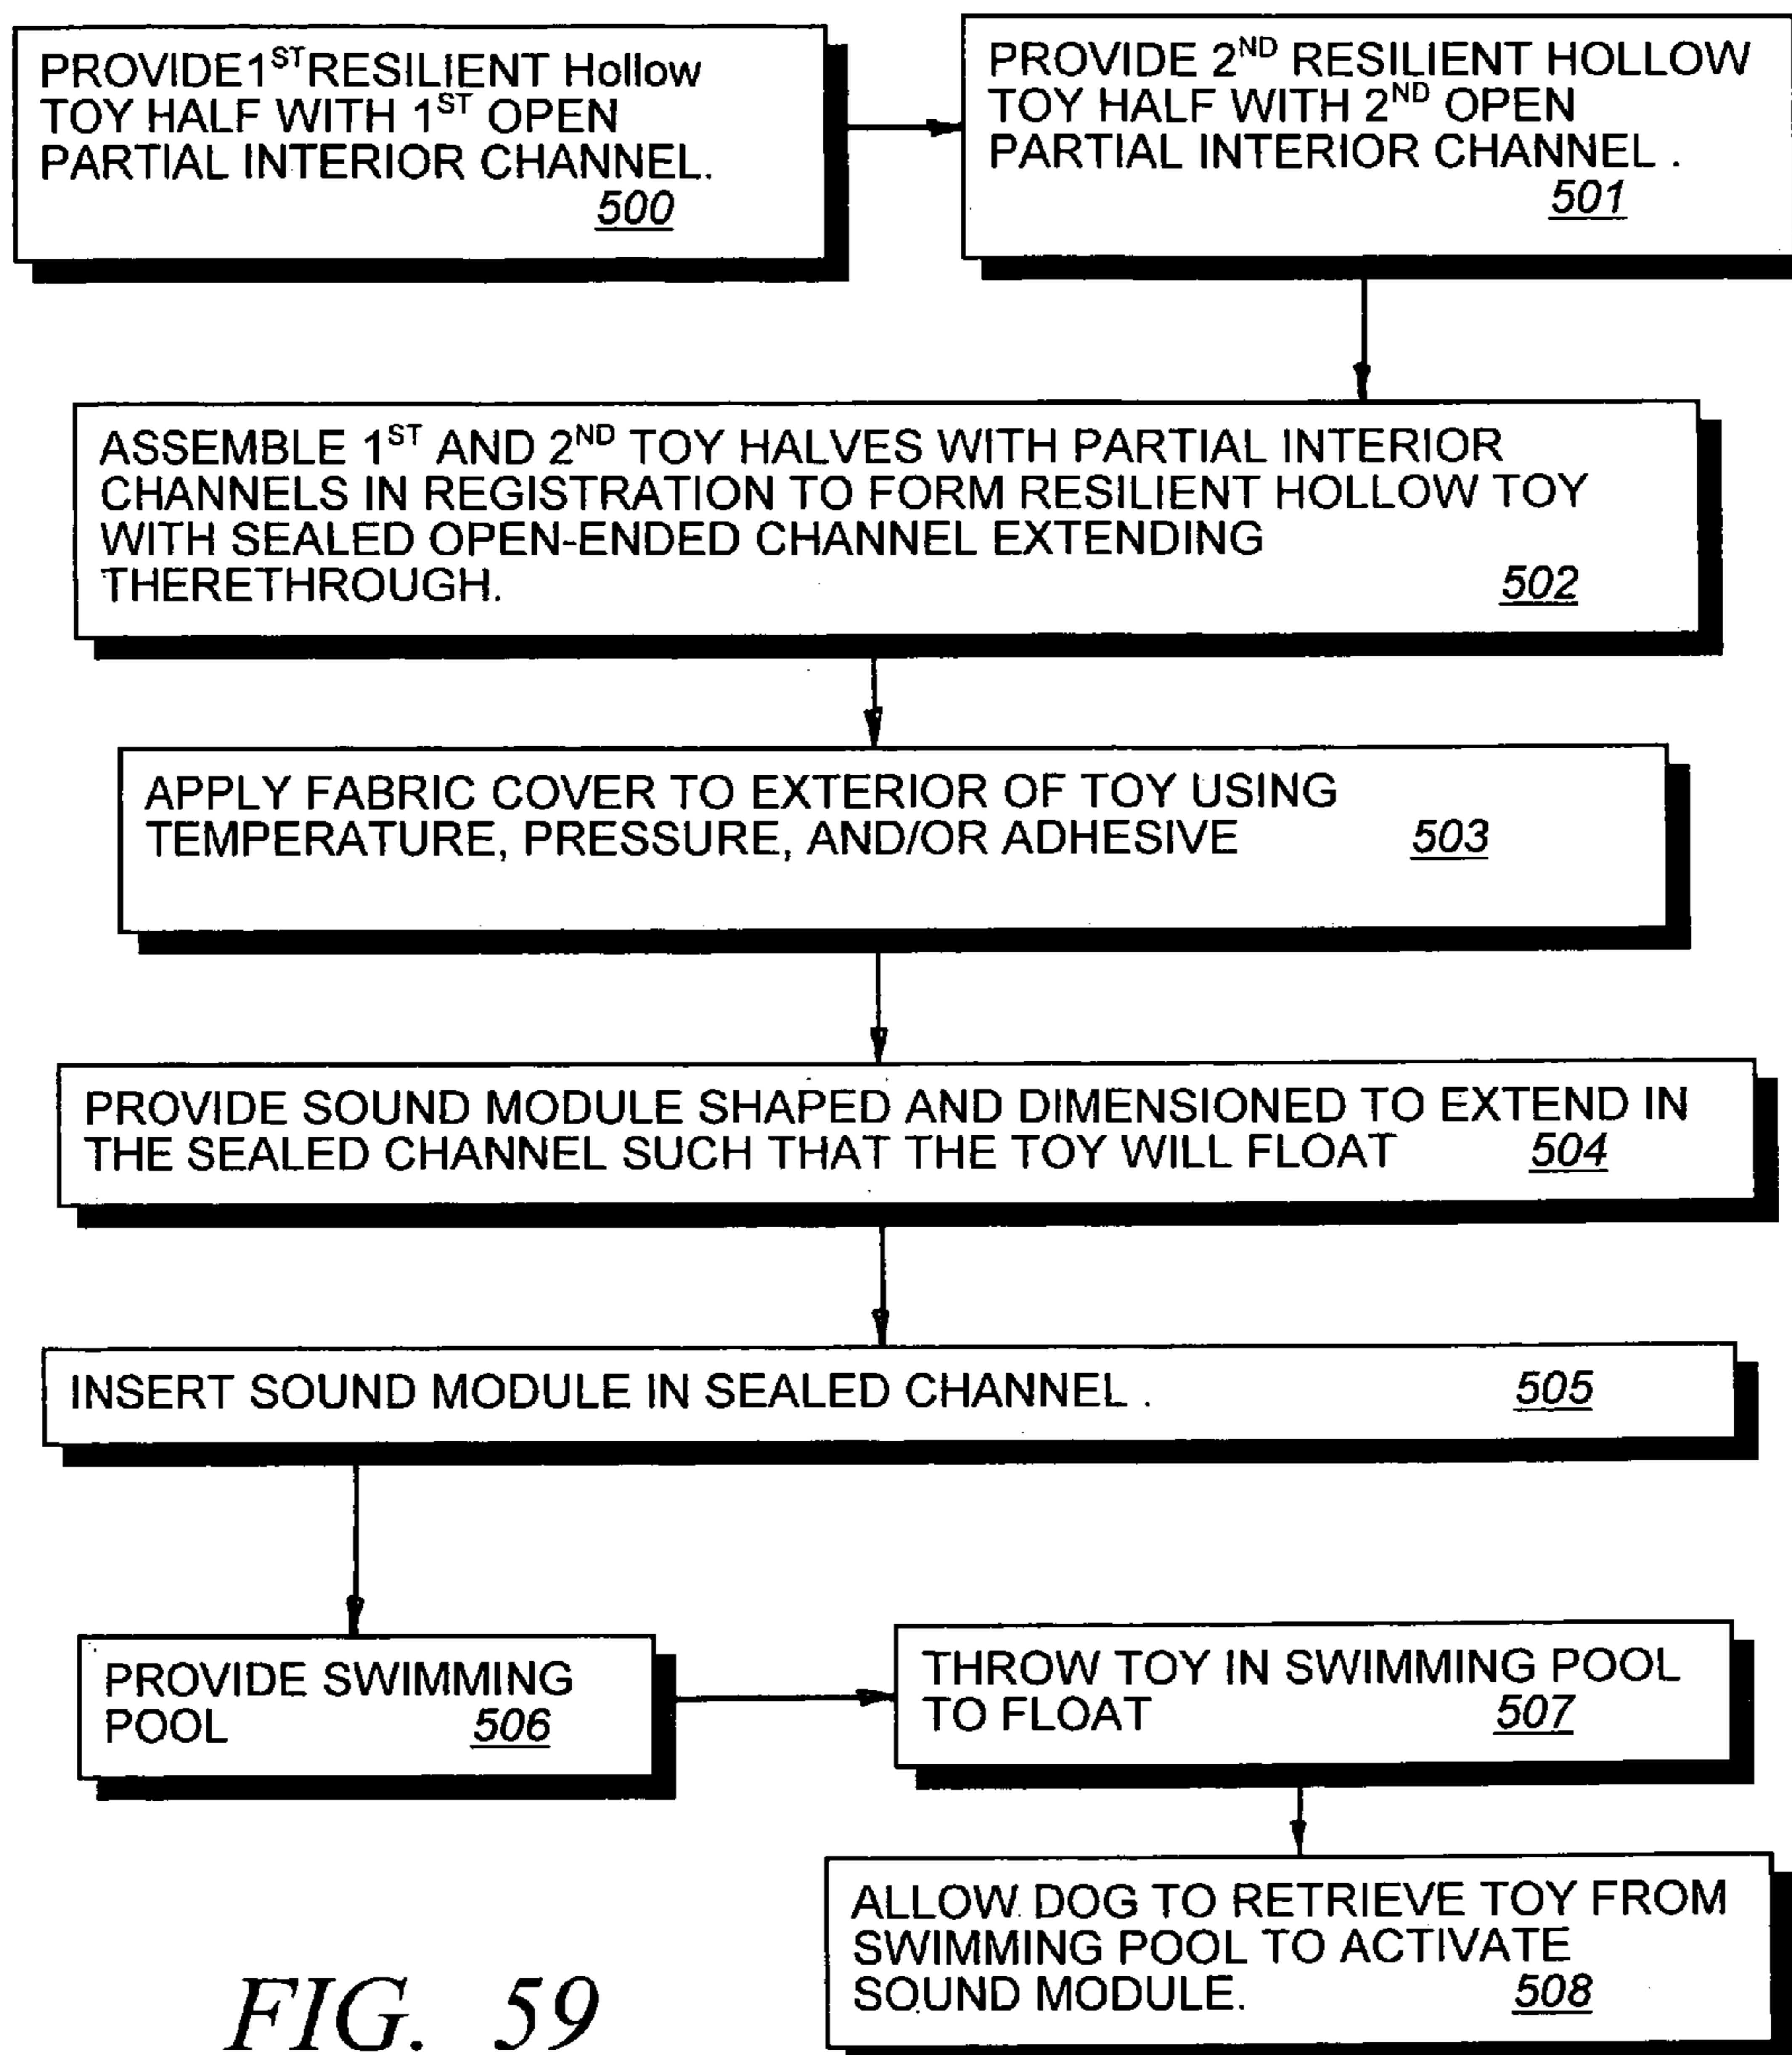 PROVIDE 1ST RESILIENT Hollow
TOY HALF WITH 1ST OPEN
PARTIAL INTERIOR CHANNEL.
500
PROVIDE 2ND RESILIENT HOLLOW
TOY HALF WITH 2ND OPEN
PARTIAL INTERIOR CHANNEL .
501
ASSEMBLE 1ST AND 2ND TOY HALVES WITH PARTIAL INTERIOR
CHANNELS IN REGISTRATION TO FORM RESILIENT HOLLOW TOY
WITH SEALED OPEN-ENDED CHANNEL EXTENDING
THERETHROUGH. 502
APPLY FABRIC COVER TO EXTERIOR OF TOY USING
TEMPERATURE, PRESSURE, AND/OR ADHESIVE 503
PROVIDE SOUND MODULE SHAPED AND DIMENSIONED TO EXTEND IN
THE SEALED CHANNEL SUCH THAT THE TOY WILL FLOAT 504
INSERT SOUND MODULE IN SEALED CHANNEL . 505
PROVIDE SWIMMING
POOL 506
THROW TOY IN SWIMMING POOL
TO FLOAT 507
ALLOW DOG TO RETRIEVE TOY FROM
SWIMMING POOL TO ACTIVATE
SOUND MODULE. 508
FIG. 59